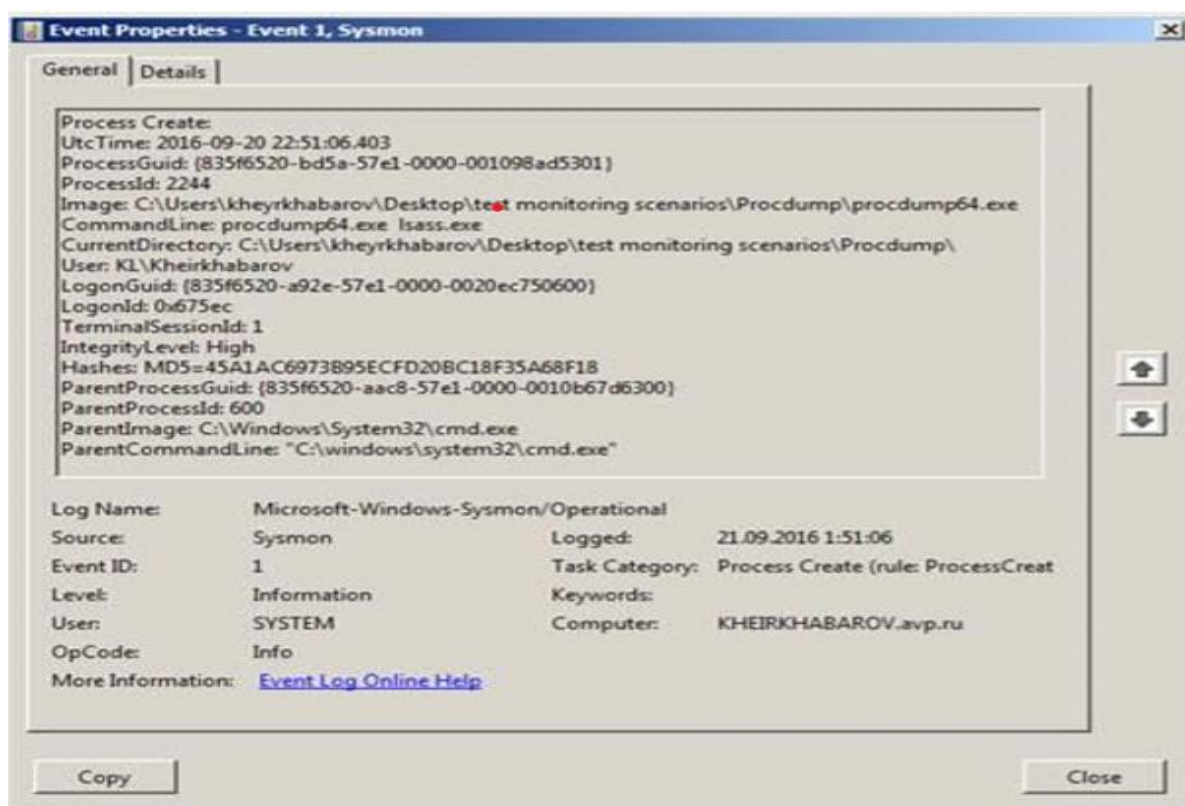 Event Properties - Event 1, Sysmon
General Details
Process Create:
UtcTime: 2016-09-20 22:51:06.403
ProcessGuid: {835f6520-bd5a-57e1-0000-001098ad5301}
ProcessId: 2244
Image: C:\Users\kheyrkhabarov\Desktop\test monitoring scenarios\Procdump\procdump64.exe
CommandLine: procdump64.exe lsass.exe
CurrentDirectory: C:\Users\kheyrkhabarov\Desktop\test monitoring scenarios\Procdump\
User: KL\Kheirkhabarov
LogonGuid: {835f6520-a92e-57e1-0000-0020ec750600}
LogonId: 0x675ec
TerminalSessionId: 1
IntegrityLevel: High
Hashes: MD5=45A1AC6973B95ECFD20BC18F35A68F18
ParentProcessGuid: {835f6520-aac8-57e1-0000-0010b67d6300}
ParentProcessId: 600
ParentImage: C:\Windows\System32\cmd.exe
ParentCommandLine: "C:\windows\system32\cmd.exe"
Log Name: Microsoft-Windows-Sysmon/Operational
Source: Sysmon Logged: 21.09.2016 1:51:06
Event ID: 1 Task Category: Process Create (rule: ProcessCreat
Level: Information Keywords:
User: SYSTEM Computer: KHEIRKHABAROV.avp.ru
OpCode: Info
More Information: Event Log Online Help
Copy Close